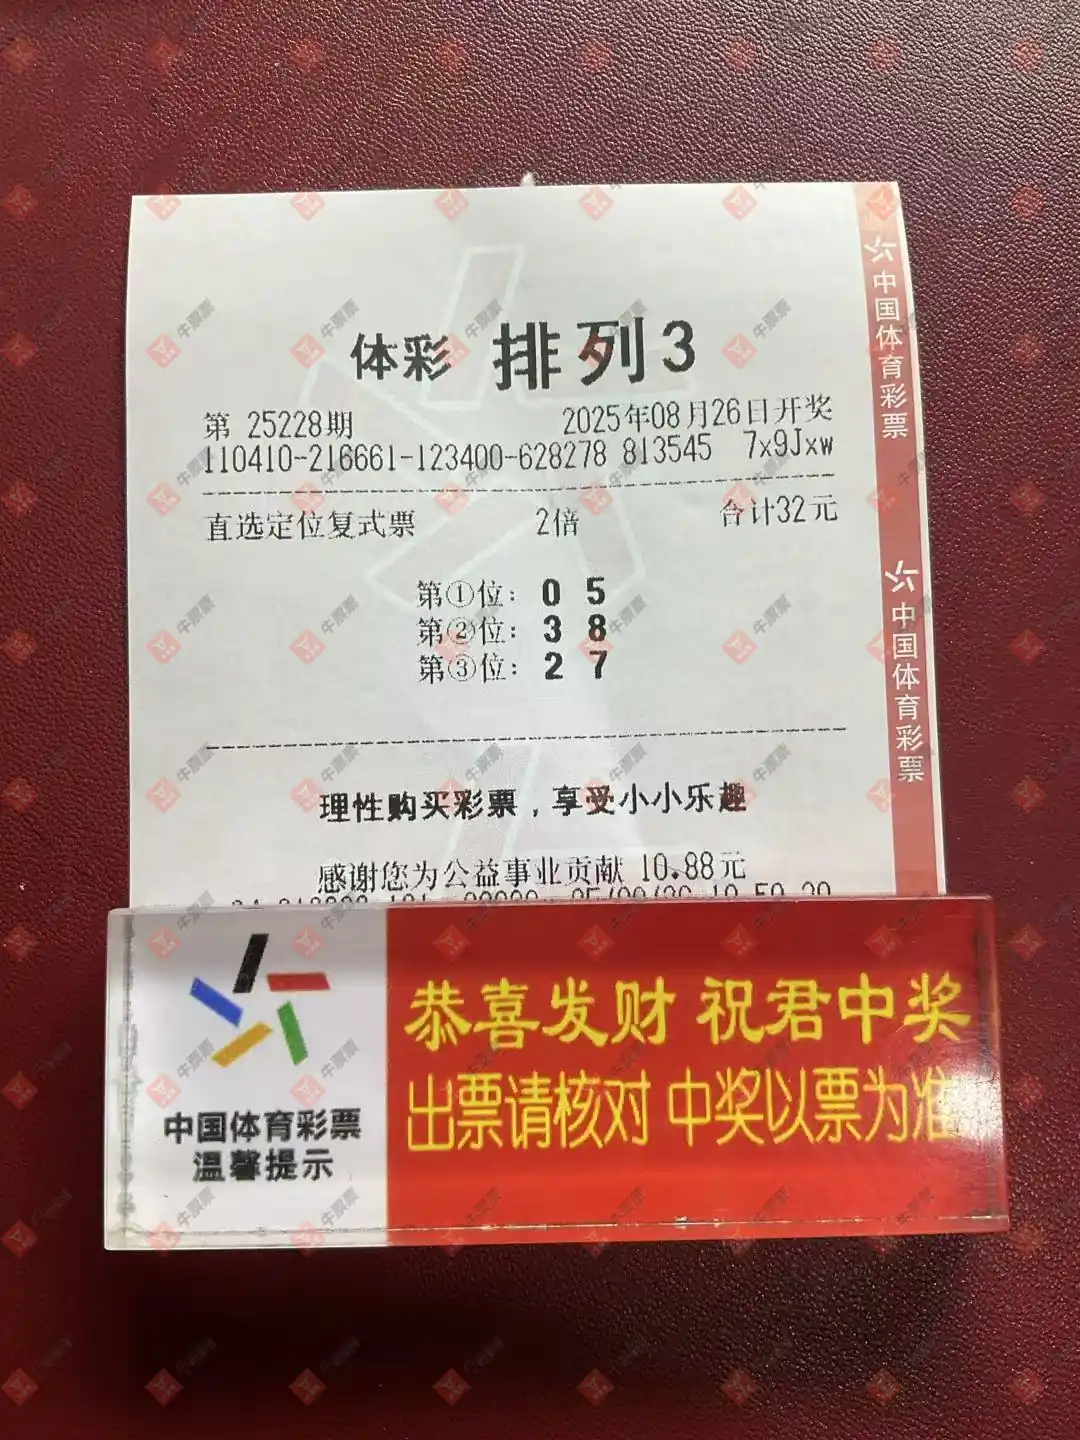 体彩 排列3
第 25228期 2025年08月26日开奖
110410-216661-123400-628278 813545 7x9Jxw
直选定位复式票 2倍 合计32元
第①位: 0 5
第②位: 3 8
第③位: 2 7
理性购买彩票,享受小小乐趣
感谢您为公益事业贡献 10.88元
中国体育彩票
中国体育彩票
恭喜发财 祝君中奖
出票请核对 中奖以票为准
中国体育彩票
温馨提示
牛票票